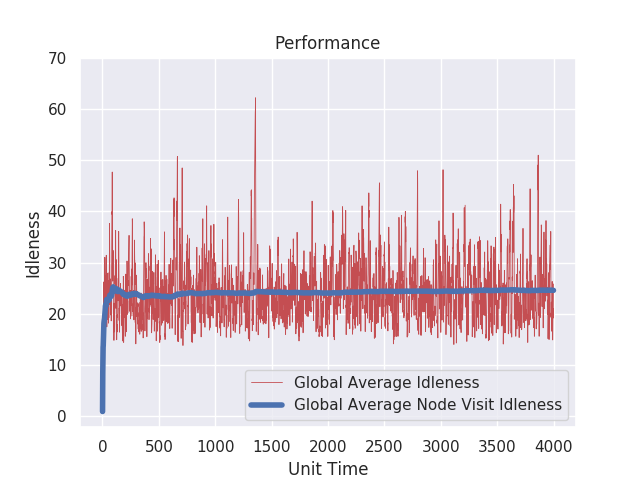 Performance
70
60
50
40
30
20
10
0
Idleness
Global Average Idleness
Global Average Node Visit Idleness
0 500 1000 1500 2000 2500 3000 3500 4000
Unit Time